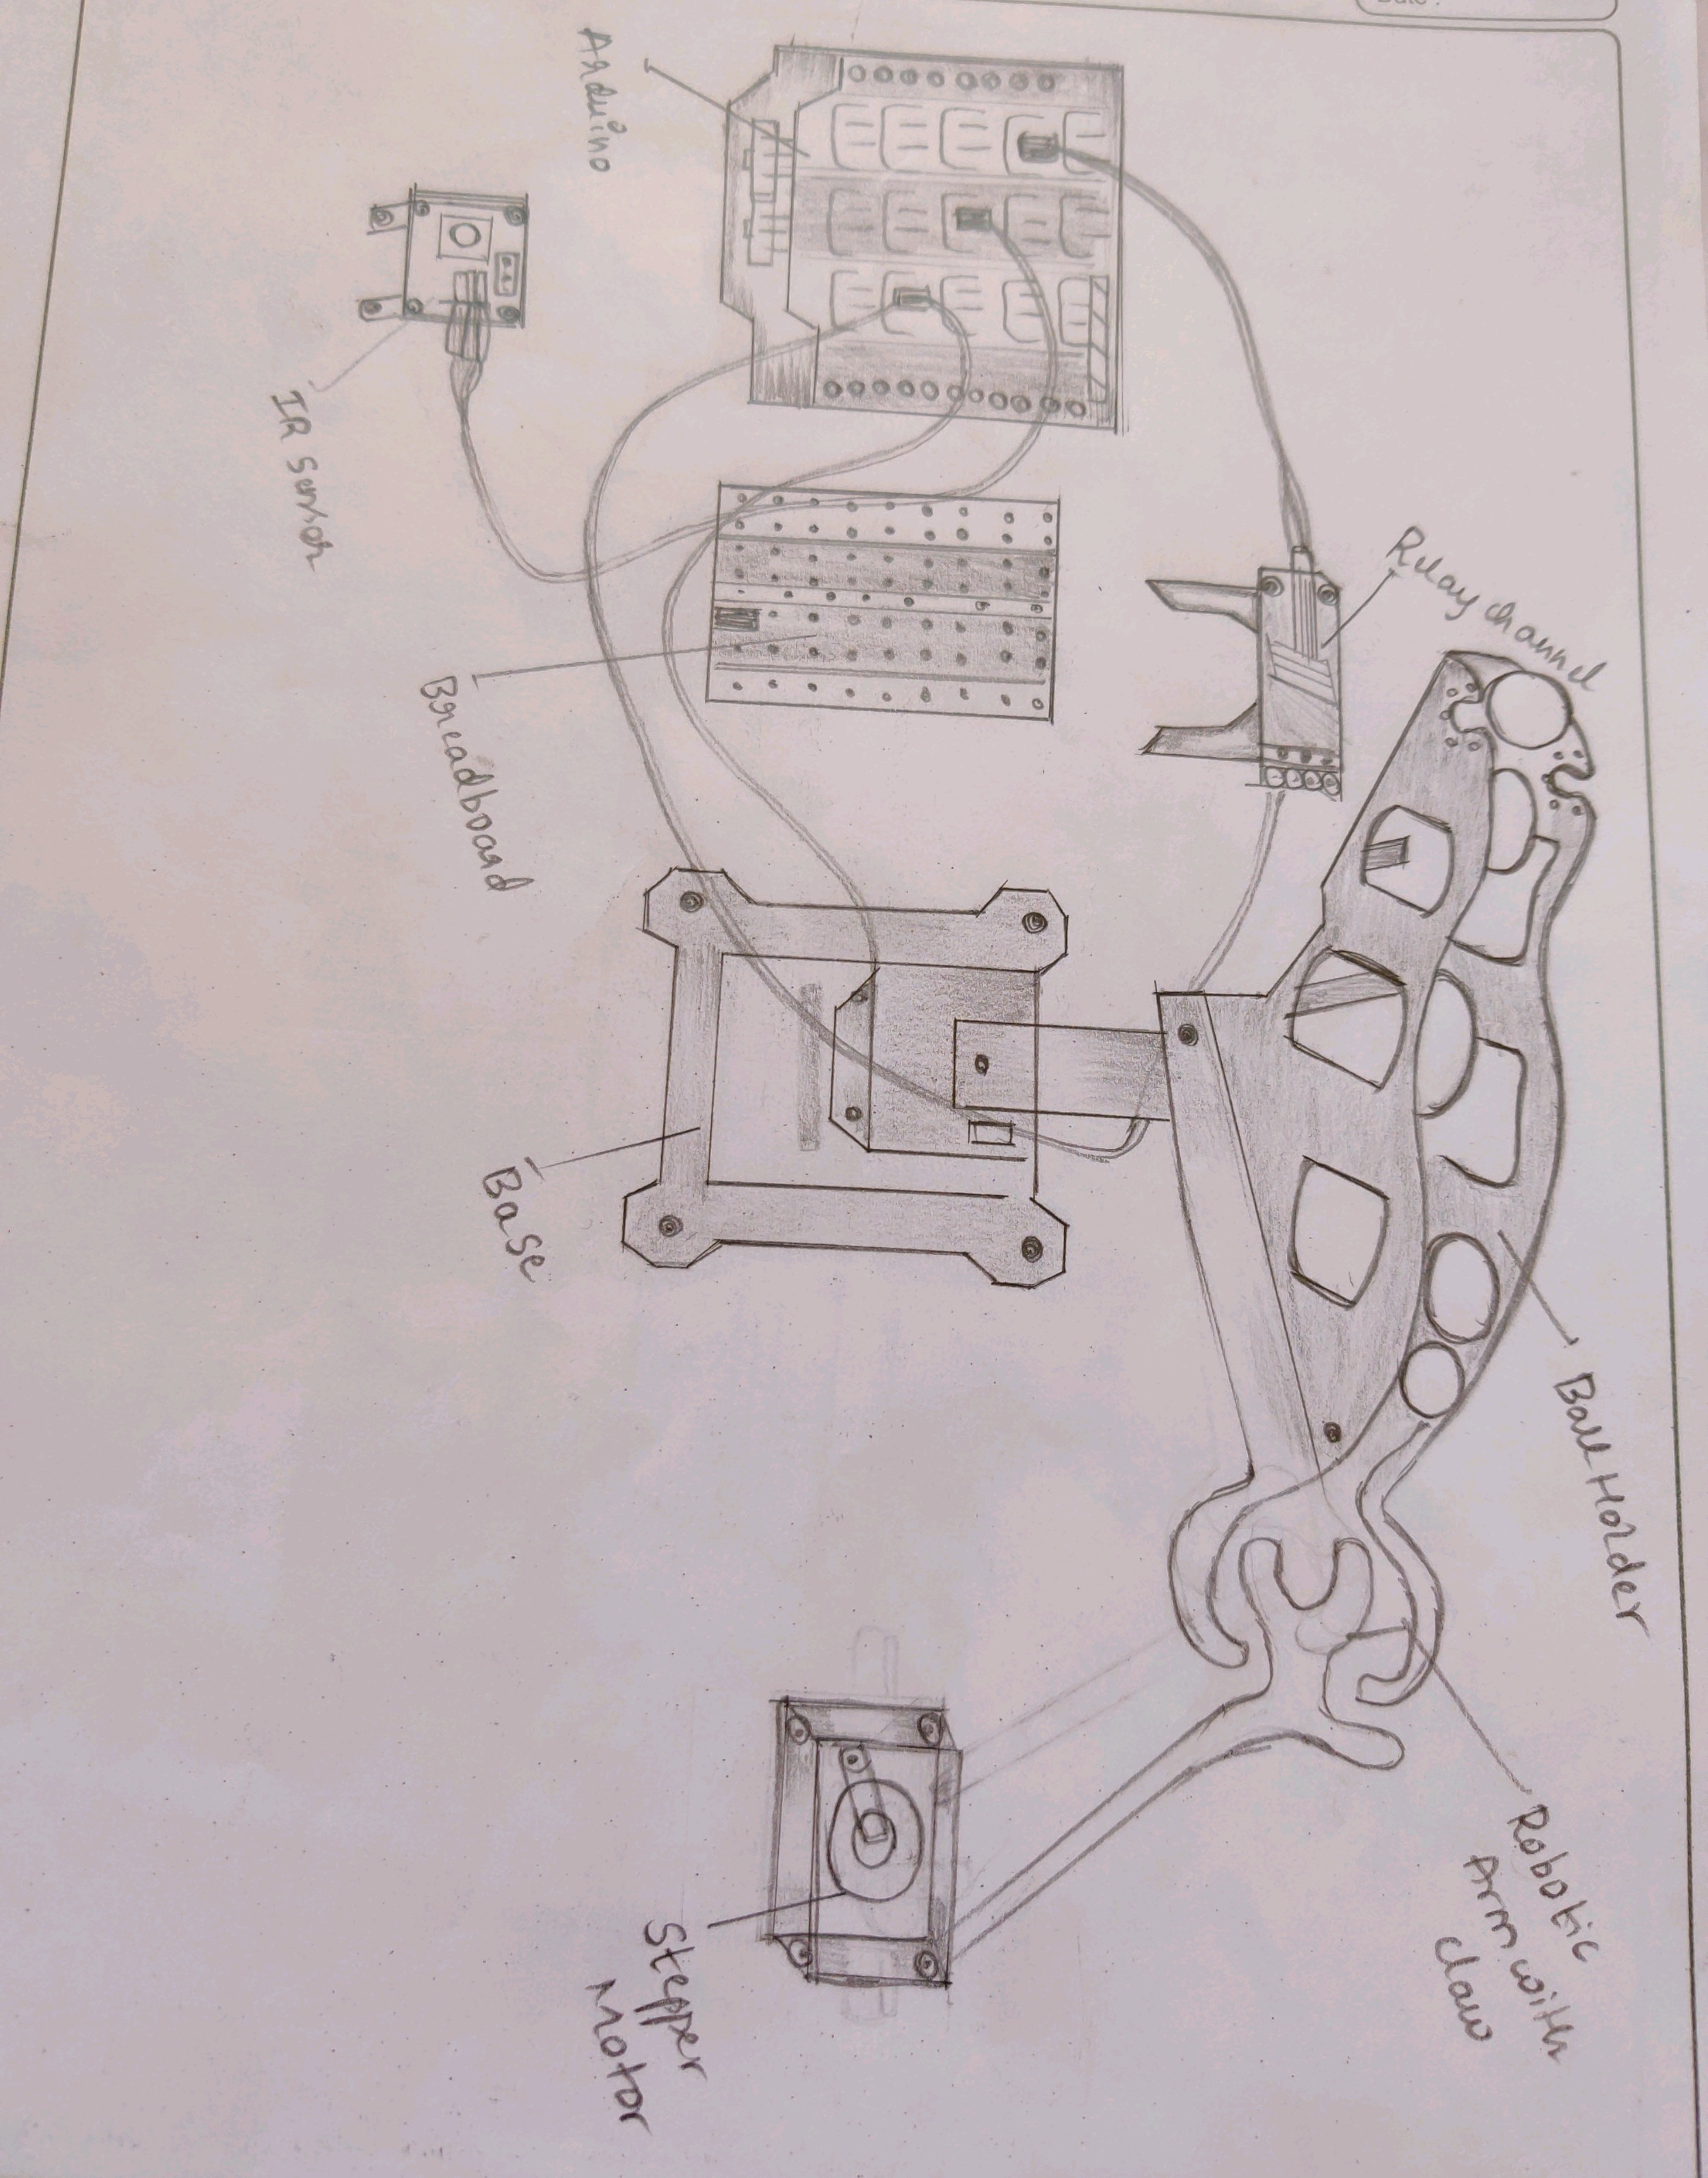 Date :
Arduino
IR sensor
Relay channel
Breadboard
Base
Ball Holder
Robotic
Arm with
claw
Stepper
Motor